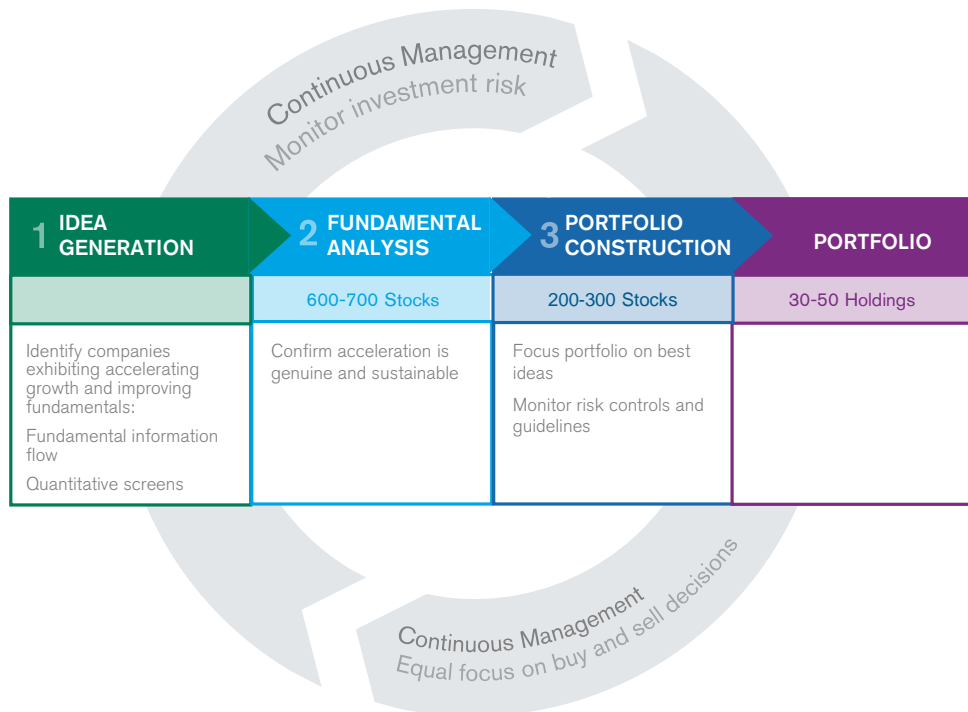 Continuous Management
Monitor investment risk
1 IDEA
GENERATION
2 FUNDAMENTAL
ANALYSIS
3 PORTFOLIO
CONSTRUCTION
PORTFOLIO
600-700 Stocks
200-300 Stocks
30-50 Holdings
Identify companies
exhibiting accelerating
growth and improving
fundamentals:
Fundamental information
flow
Quantitative screens
Confirm acceleration is
genuine and sustainable
Focus portfolio on best
ideas
Monitor risk controls and
guidelines
Continuous Management
Equal focus on buy and sell decisions